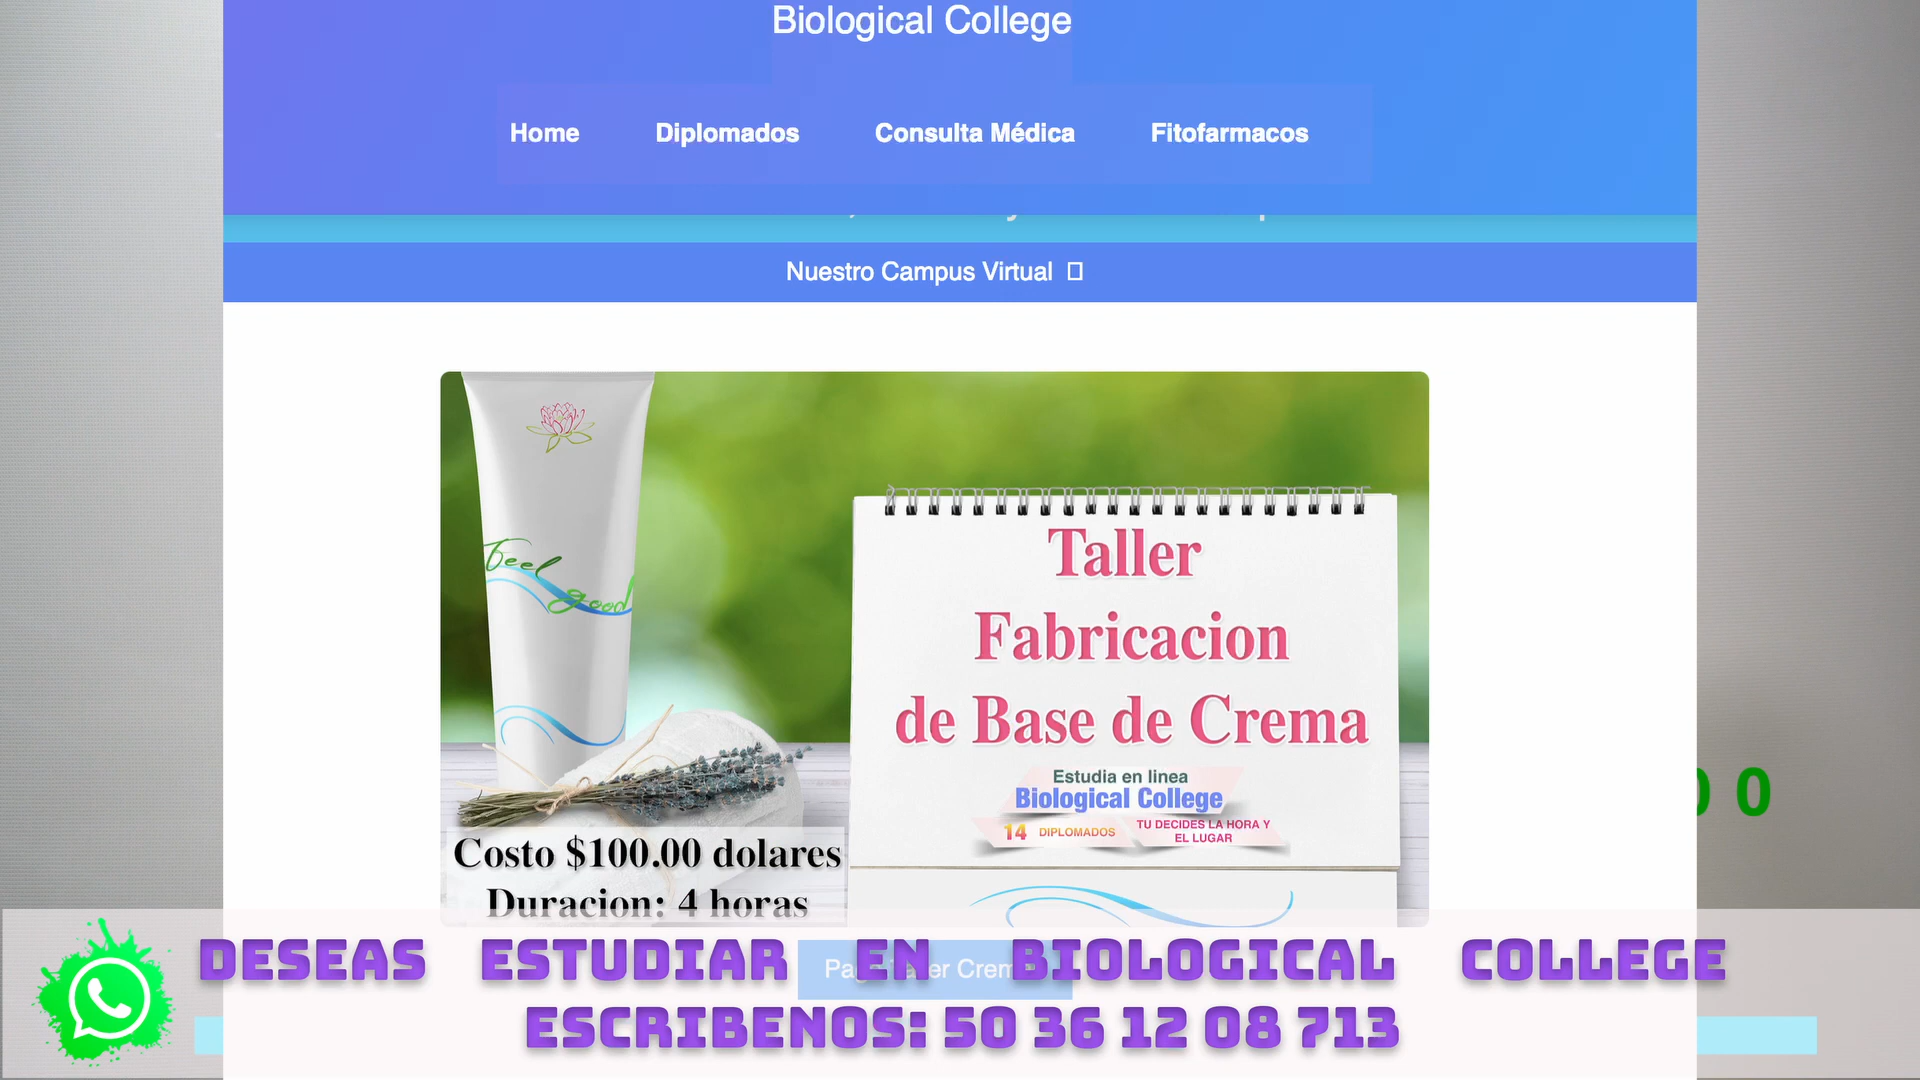 Biological College
Home Diplomados Consulta Médica Fitofarmacos
Nuestro Campus Virtual
Feel good
Taller
Fabricacion
de Base de Crema
Estudia en linea
Biological College
14 DIPLOMADOS
TU DECIDES LA HORA Y
EL LUGAR
Costo $100.00 dolares
Duracion: 4 horas
DESEAS ESTUDIAR EN BIOLOGICAL COLLEGE
ESCRIBENOS: 50 36 12 08 713